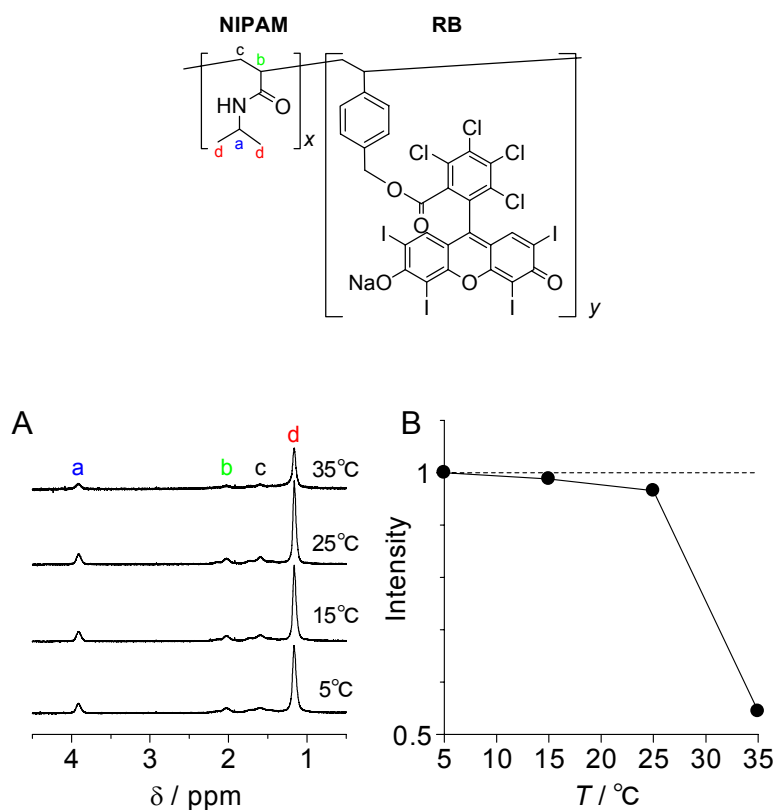 NIPAM RB
c b
HN O
d a d x
Cl
Cl Cl
Cl
O
O
I I
NaO O O
I I
y
A B
a b c d
35°C
25°C
15°C
5°C
4 3 2 1
δ / ppm
Intensity
1
0.5
5 10 15 20 25 30 35
T / °C